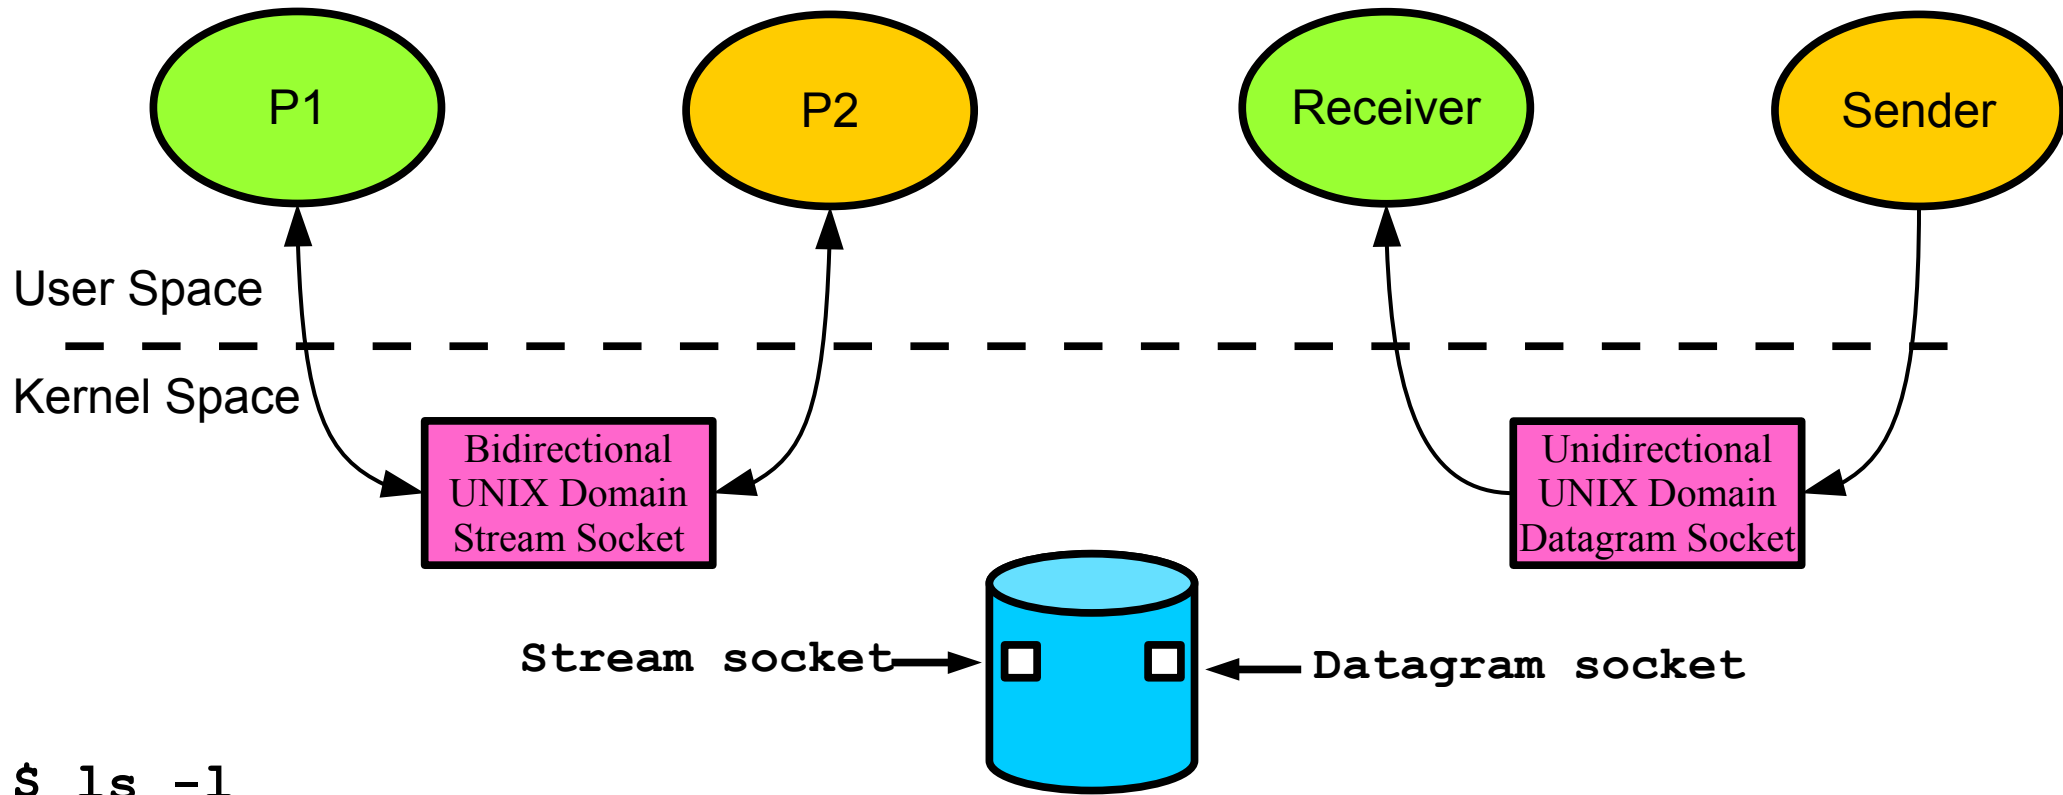 P1
P2
Receiver
Sender
User Space
Kernel Space
Bidirectional
UNIX Domain
Stream Socket
Unidirectional
UNIX Domain
Datagram Socket
Stream socket
Datagram socket
$ ls -l